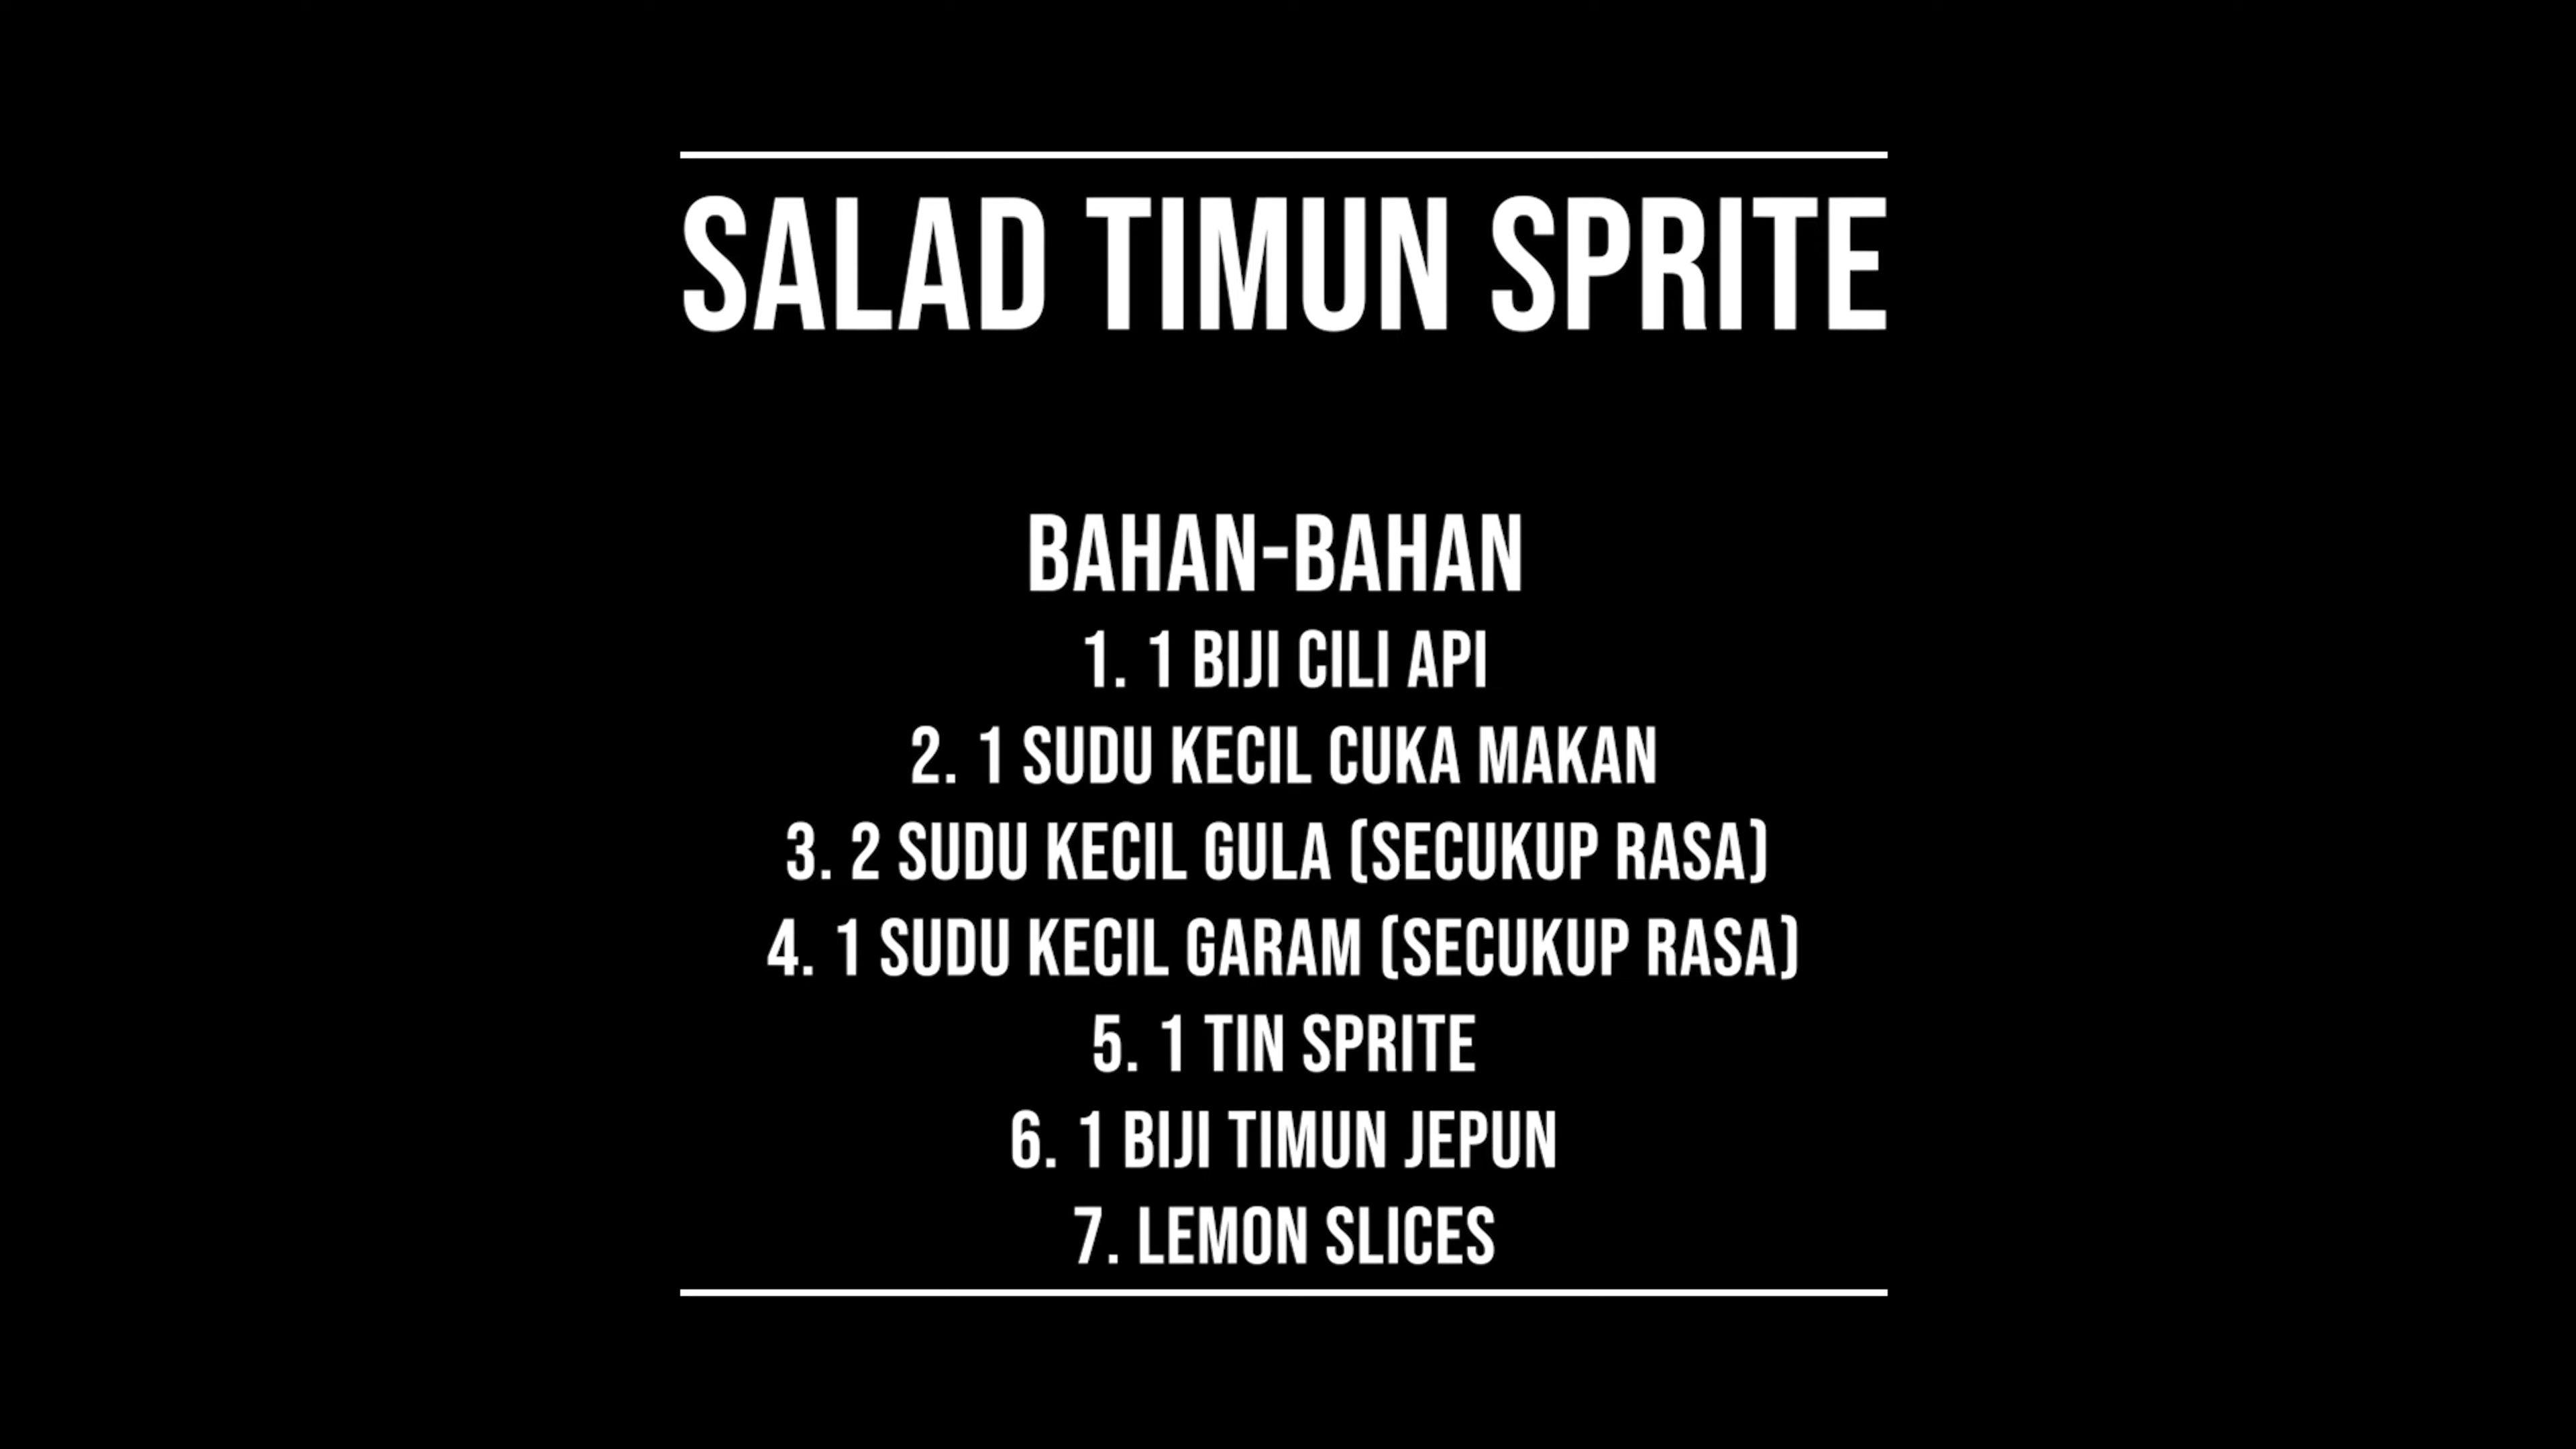 SALAD TIMUN SPRITE
BAHAN-BAHAN
1. 1 BIJI CILI API
2. 1 SUDU KECIL CUKA MAKAN
3. 2 SUDU KECIL GULA (SECUKUP RASA)
4. 1 SUDU KECIL GARAM (SECUKUP RASA)
5. 1 TIN SPRITE
6. 1 BIJI TIMUN JEPUN
7. LEMON SLICES